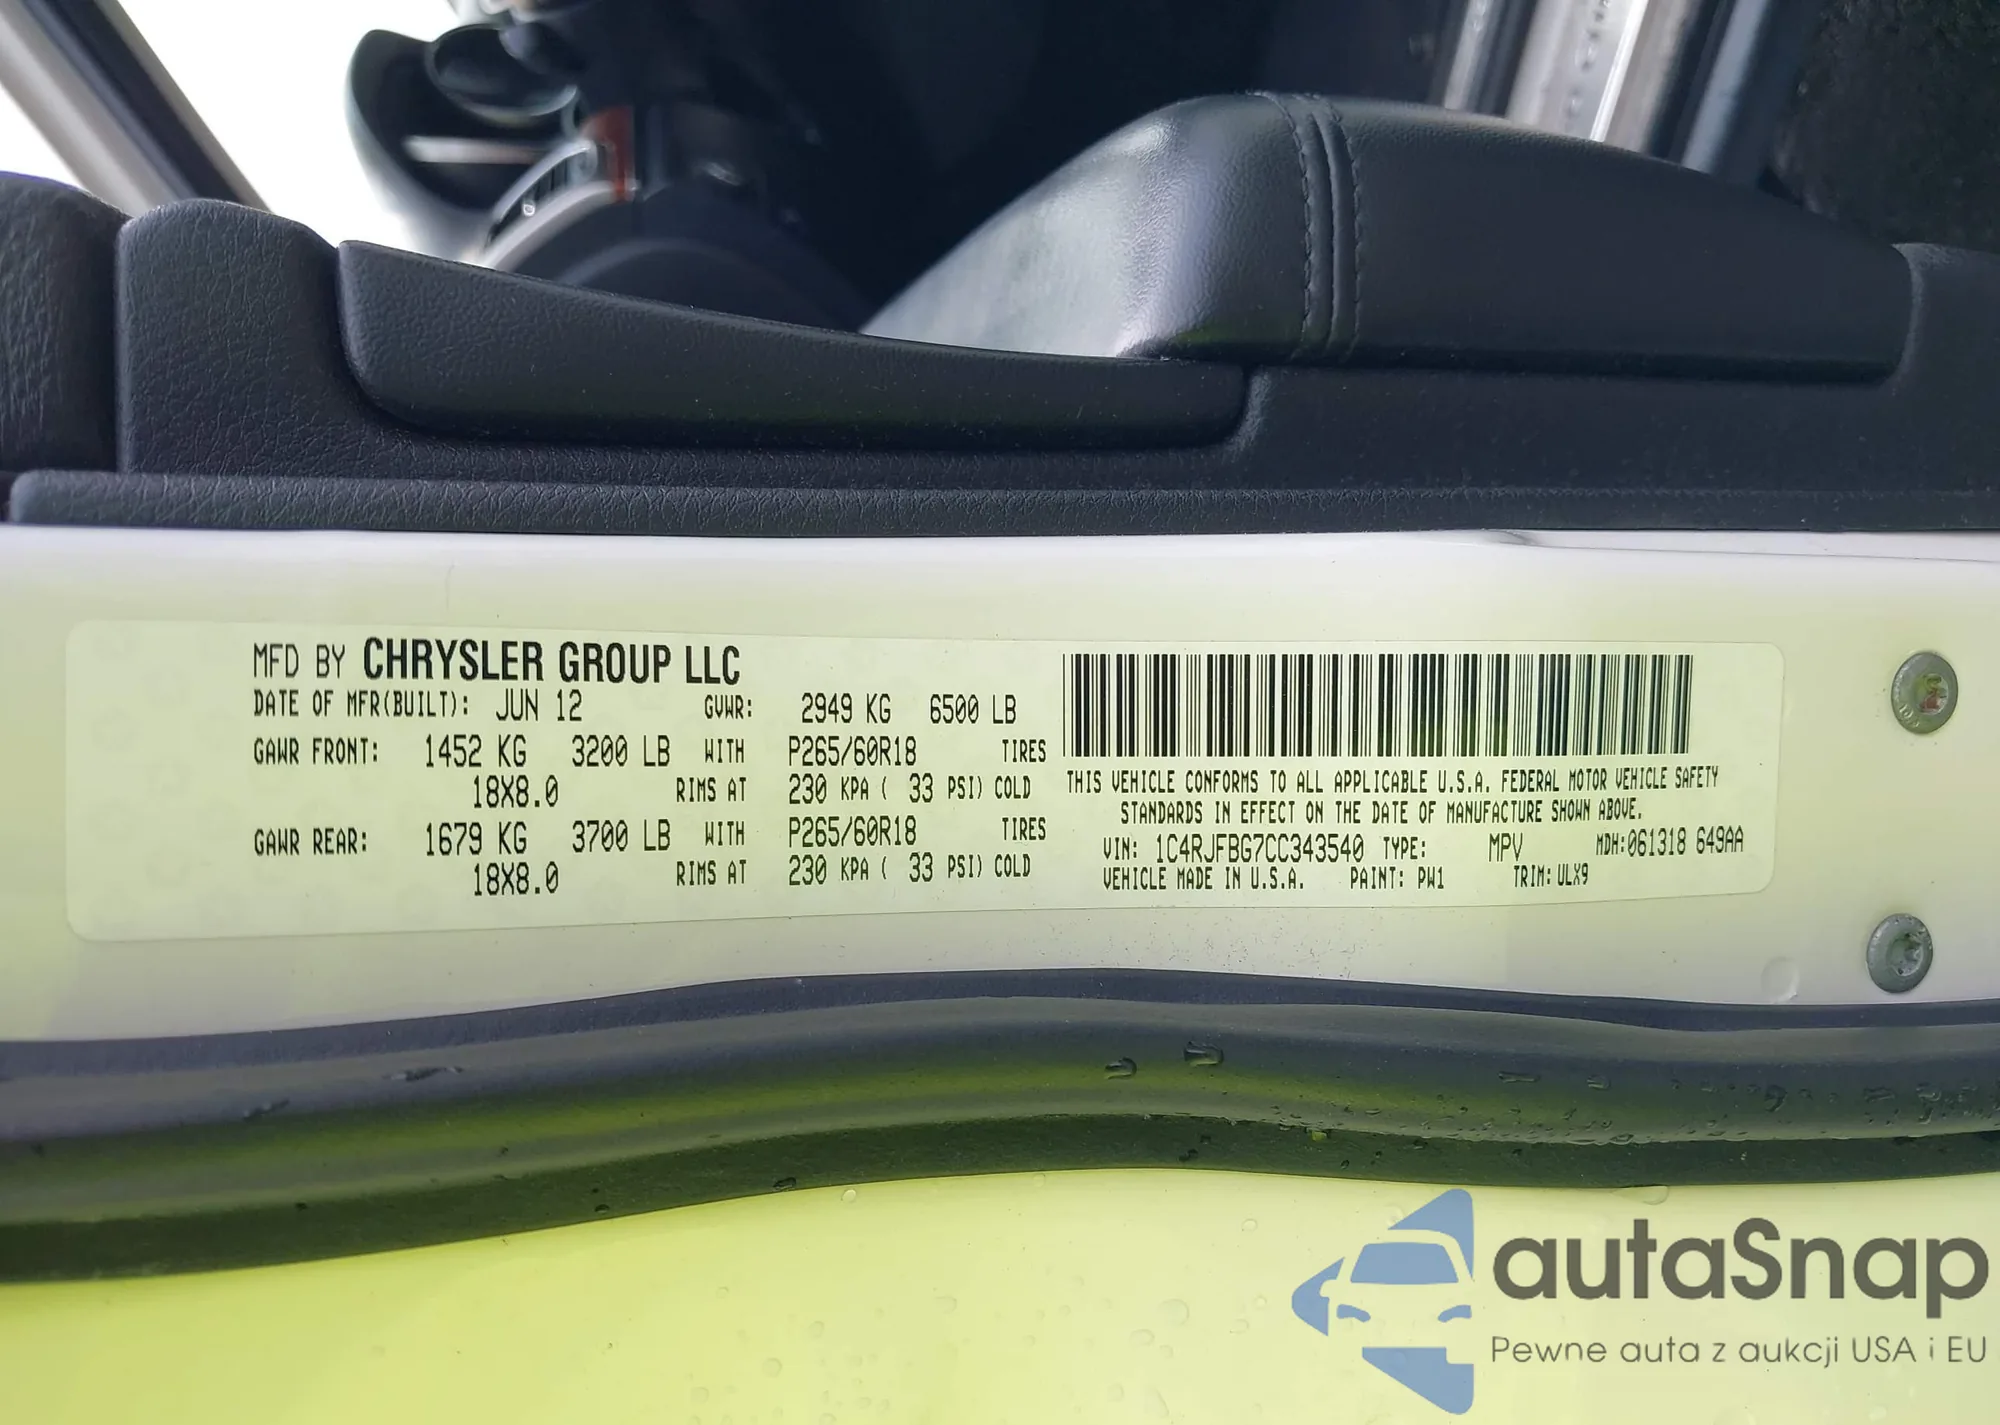 MFD BY CHRYSLER GROUP LLC
DATE OF MFR(BUILT): JUN 12 GVWR: 2949 KG 6500 LB
GAWR FRONT: 1452 KG 3200 LB WITH P265/60R18 TIRES
18X8.0 RIMS AT 230 KPA ( 33 PSI) COLD
GAWR REAR: 1679 KG 3700 LB WITH P265/60R18 TIRES
18X8.0 RIMS AT 230 KPA ( 33 PSI) COLD
THIS VEHICLE CONFORMS TO ALL APPLICABLE U.S.A. FEDERAL MOTOR VEHICLE SAFETY
STANDARDS IN EFFECT ON THE DATE OF MANUFACTURE SHOWN ABOVE.
VIN: 1C4RJFBG7CC343540 TYPE: MPV MDH:061318 649AA
VEHICLE MADE IN U.S.A. PAINT: PW1 TRIM: ULX9
autaSnap
Pewne auta z aukcji USA i EU